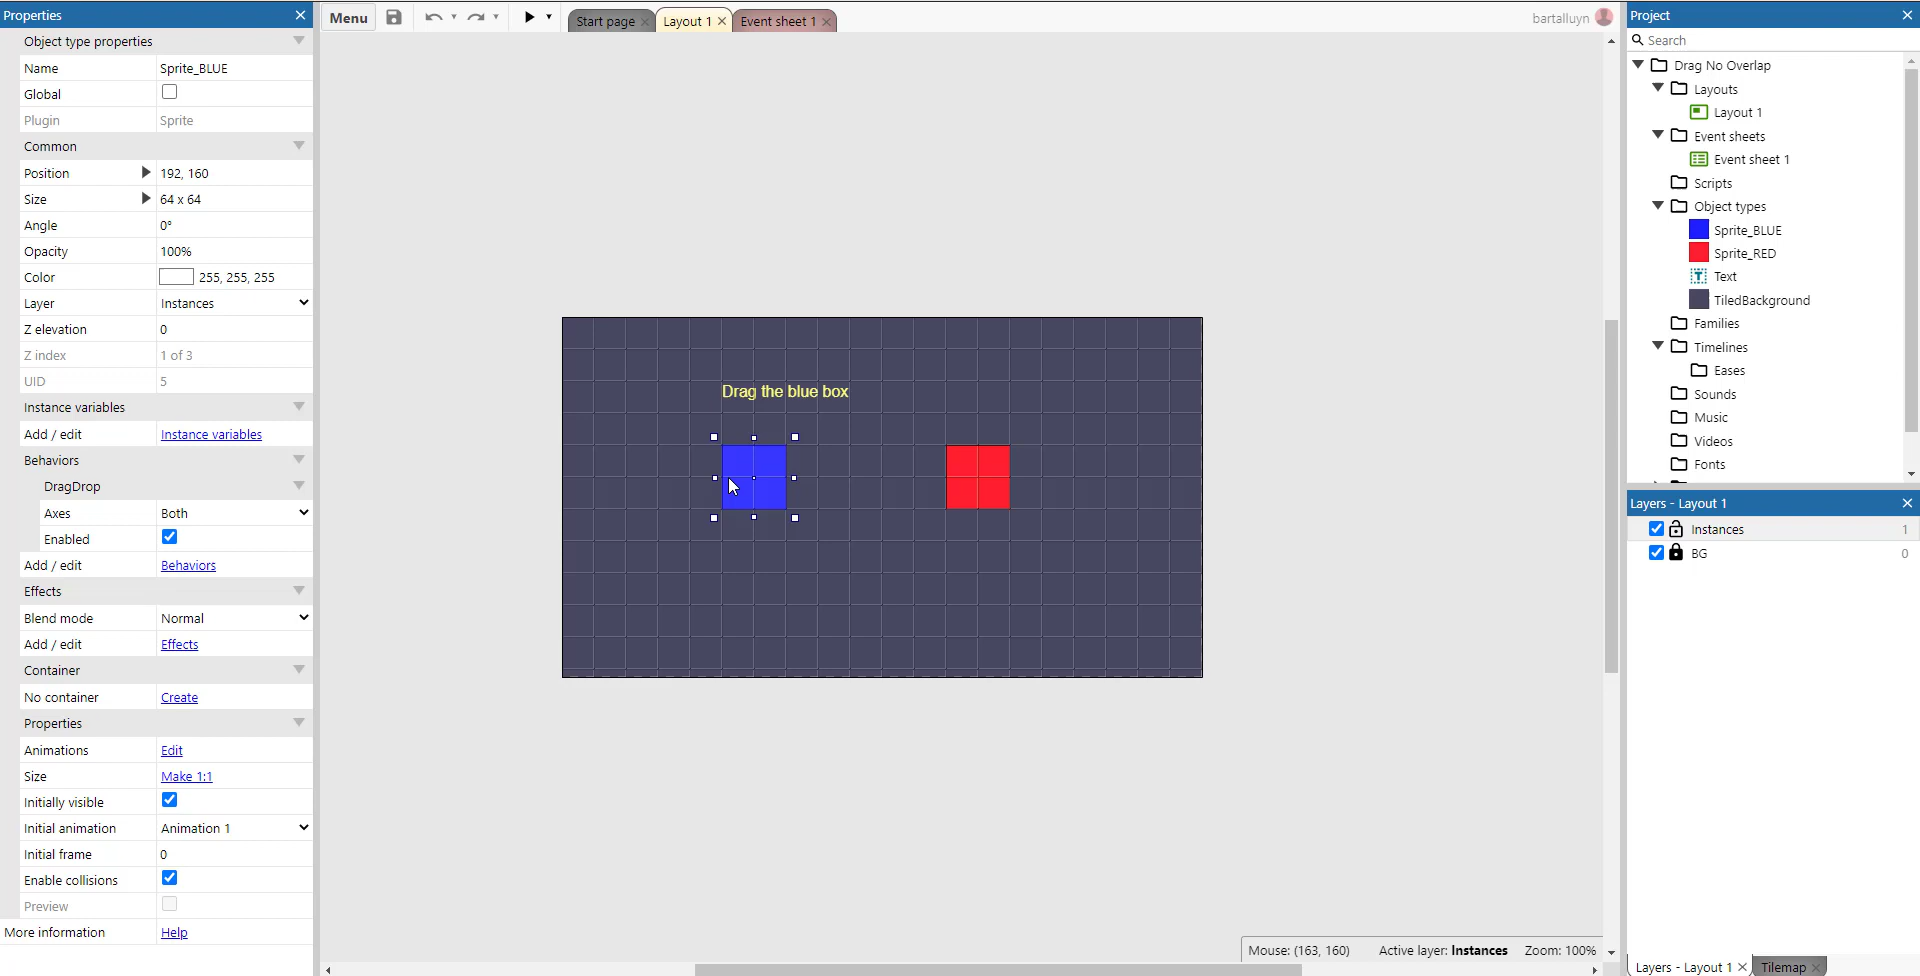 Properties
Object type properties
Name Sprite_BLUE
Global
Plugin Sprite
Common
Position 192, 160
Size 64 x 64
Angle 0°
Opacity 100%
Color 255, 255, 255
Layer Instances
Z elevation 0
Z index 1 of 3
UID 5
Instance variables
Add / edit Instance variables
Behaviors
DragDrop
Axes Both
Enabled
Add / edit Behaviors
Effects
Blend mode Normal
Add / edit Effects
Container
No container Create
Properties
Animations Edit
Size Make 1:1
Initially visible
Initial animation Animation 1
Initial frame 0
Enable collisions
Preview
More information Help
Menu
Start page Layout 1 Event sheet 1
bartalluyn
Drag the blue box
Mouse: (163, 160) Active layer: Instances Zoom: 100%
Project
Search
Drag No Overlap
Layouts
Layout 1
Event sheets
Event sheet 1
Scripts
Object types
Sprite_BLUE
Sprite_RED
T Text
TiledBackground
Families
Timelines
Eases
Sounds
Music
Videos
Fonts
Layers - Layout 1
Instances 1
BG 0
Layers - Layout 1 Tilemap